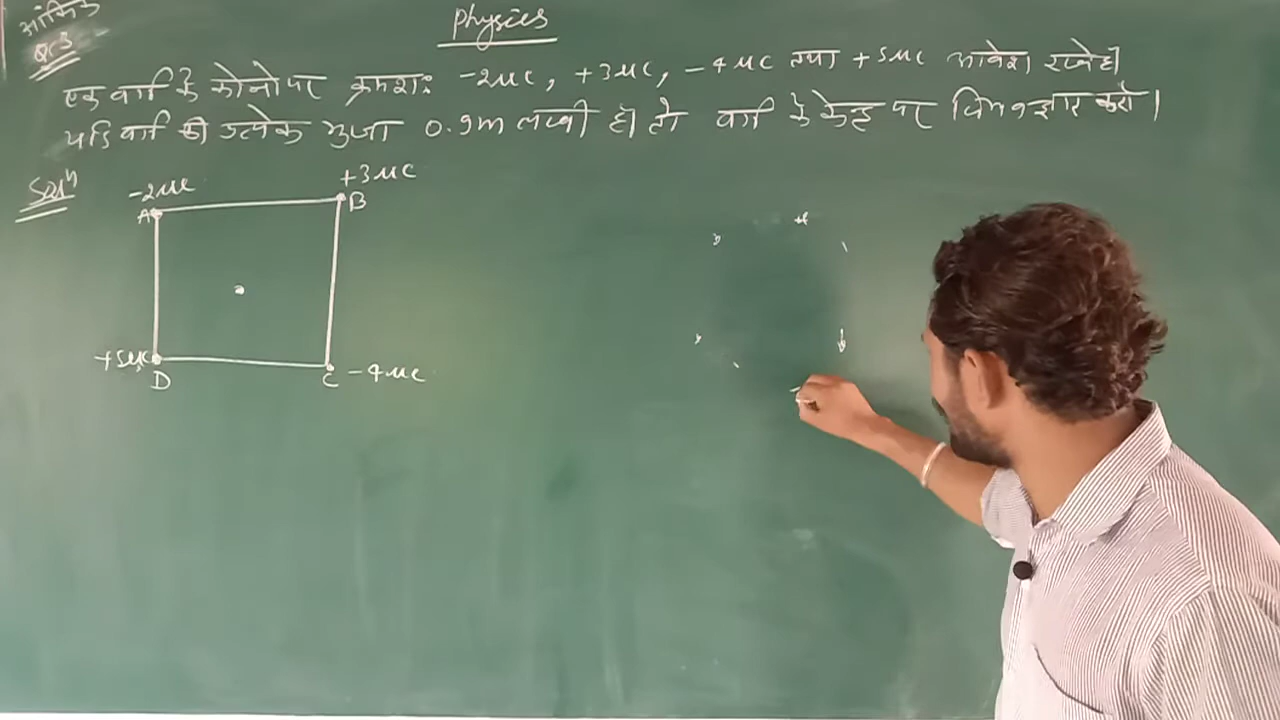 Physics
आंकिक
Q.3
एक वर्ग के कोनो पर क्रमशः -2μc, +3μc, -4μc तथा +5μc आवेश रखे है।
यदि वर्ग की प्रत्येक भुजा 0.9m लम्बी है। तो वर्ग के केन्द्र पर विभव ज्ञात करो।
Solⁿ
-2μc
+3μc
A
B
+5μc
D
C -4μc